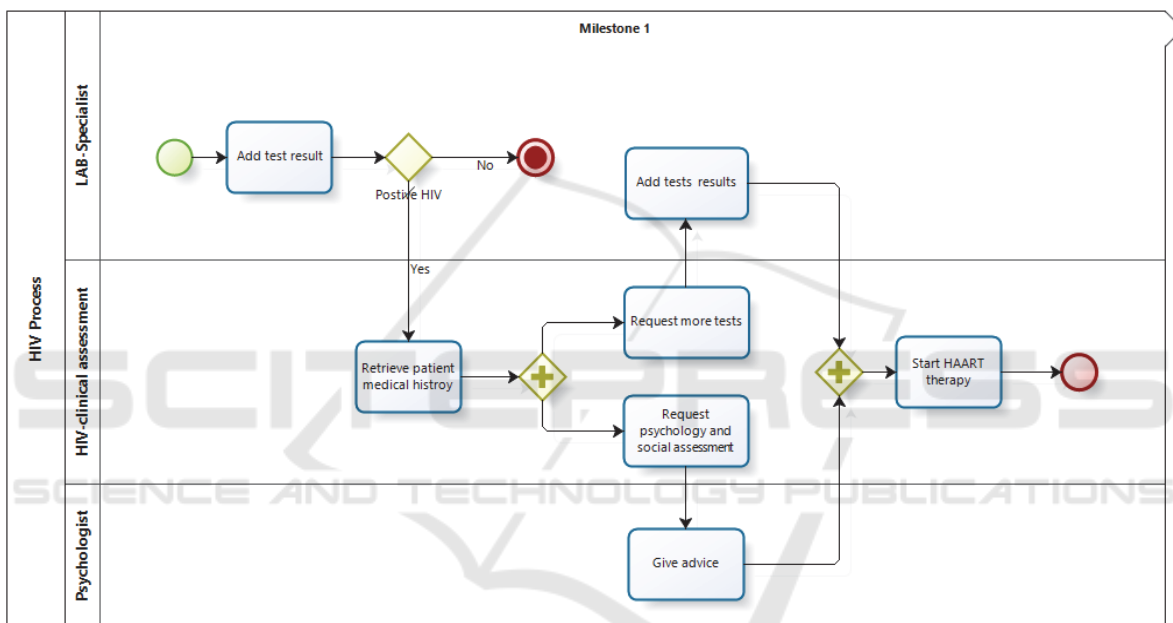 Milestone 1
HIV Process
LAB-Specialist
Add test result
Postive HIV
No
Yes
Add tests results
HIV-clinical assessment
Retrieve patient
medical histroy
Request more tests
Request
psychology and
social assessment
Start HAART
therapy
Psychologist
Give advice
SCITEPRESS
SCIENCE AND TECHNOLOGY PUBLICATIONS